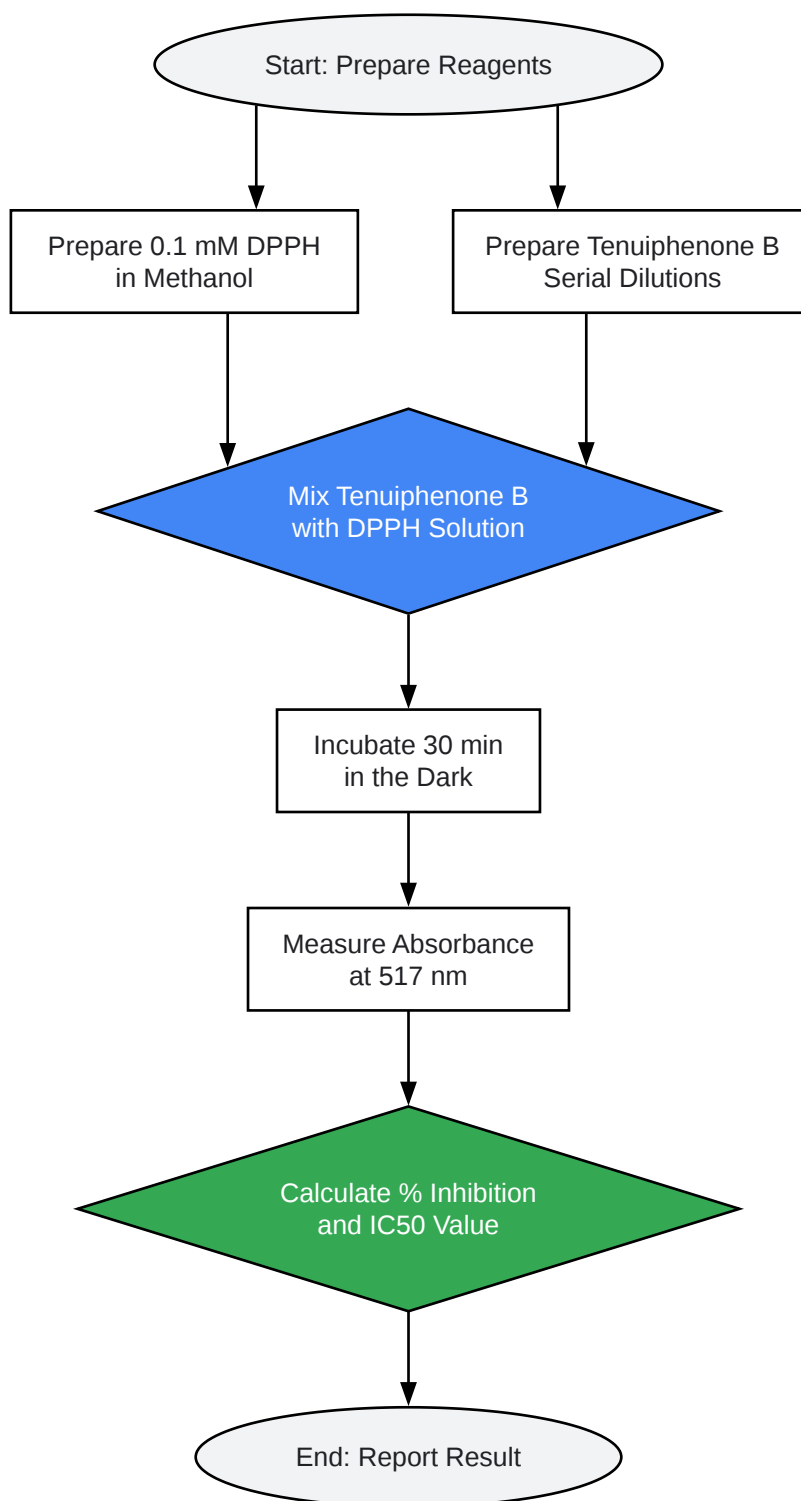 Start: Prepare Reagents
Prepare 0.1 mM DPPH
in Methanol
Prepare Tenuiphenone B
Serial Dilutions
Mix Tenuiphenone B
with DPPH Solution
Incubate 30 min
in the Dark
Measure Absorbance
at 517 nm
Calculate % Inhibition
and IC50 Value
End: Report Result